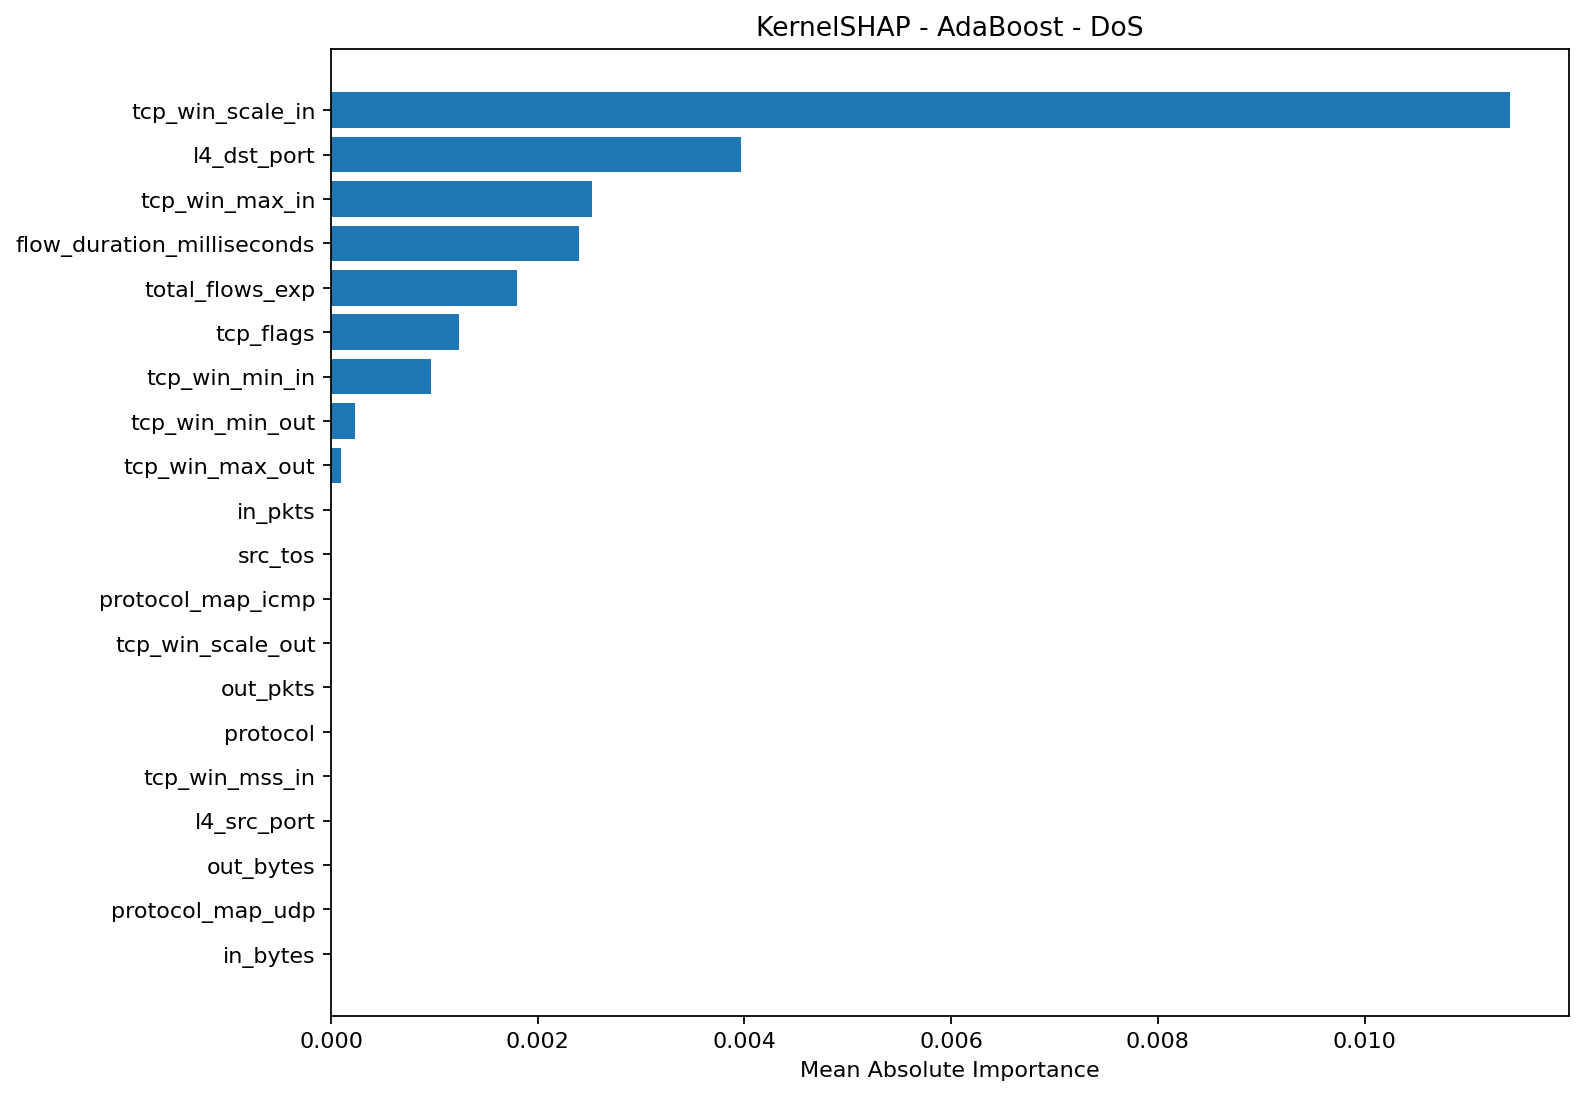 KernelSHAP - AdaBoost - DoS
tcp_win_scale_in
l4_dst_port
tcp_win_max_in
flow_duration_milliseconds
total_flows_exp
tcp_flags
tcp_win_min_in
tcp_win_min_out
tcp_win_max_out
in_pkts
src_tos
protocol_map_icmp
tcp_win_scale_out
out_pkts
protocol
tcp_win_mss_in
l4_src_port
out_bytes
protocol_map_udp
in_bytes
0.000 0.002 0.004 0.006 0.008 0.010
Mean Absolute Importance